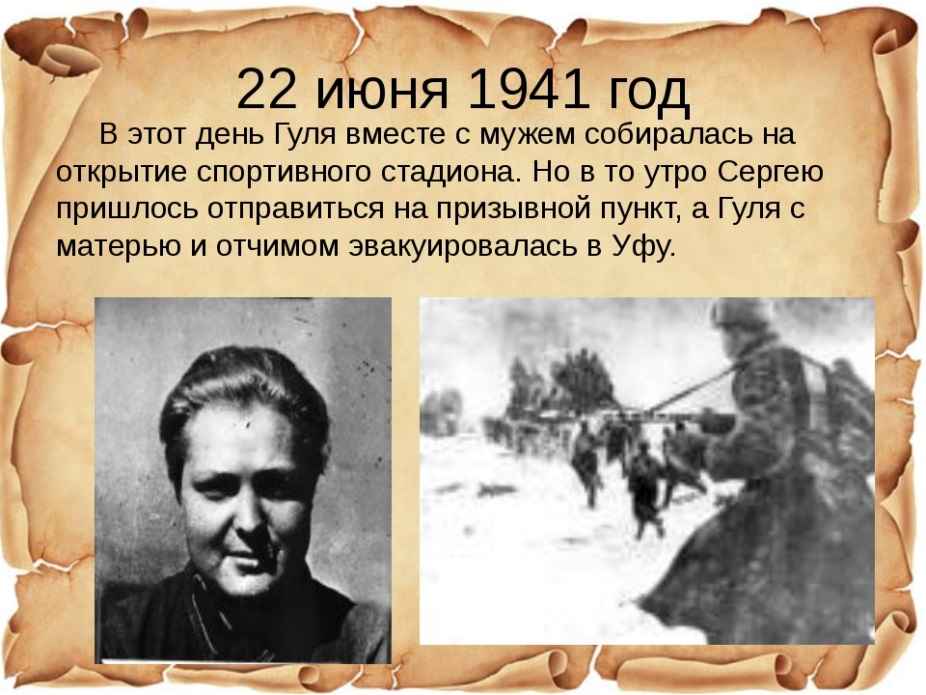 22 июня 1941 год
В этот день Гуля вместе с мужем собиралась на
открытие спортивного стадиона. Но в то утро Сергею
пришлось отправиться на призывной пункт, а Гуля с
матерью и отчимом эвакуировалась в Уфу.